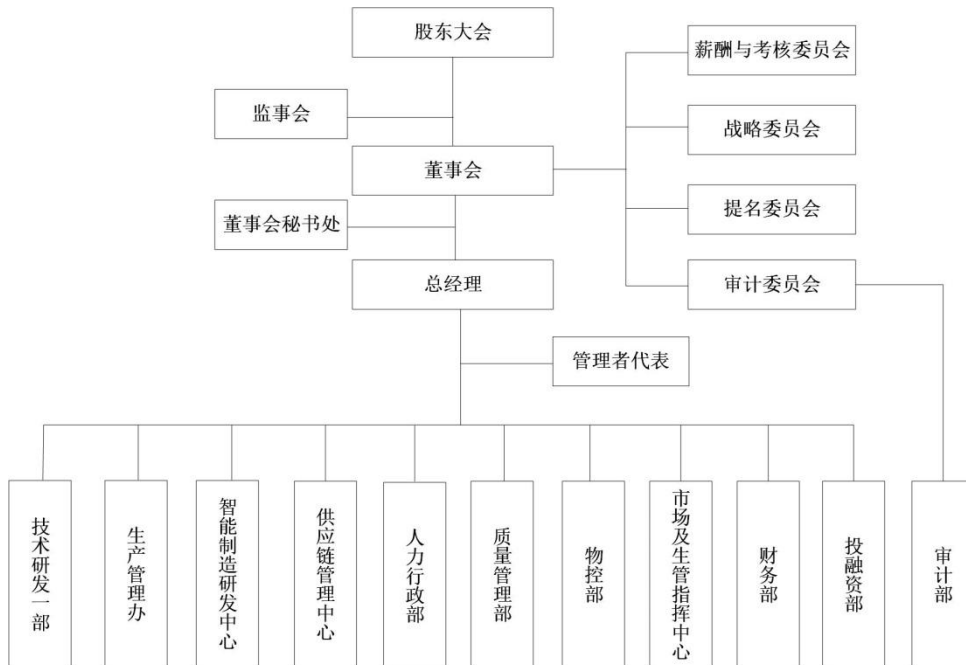 股东大会
薪酬与考核委员会
监事会
战略委员会
董事会
提名委员会
董事会秘书处
总经理
审计委员会
管理者代表
技术研发一部
生产管理办
智能制造研发中心
供应链管理中心
人力行政部
质量管理部
物控部
市场及生管指挥中心
财务部
投融资部
审计部